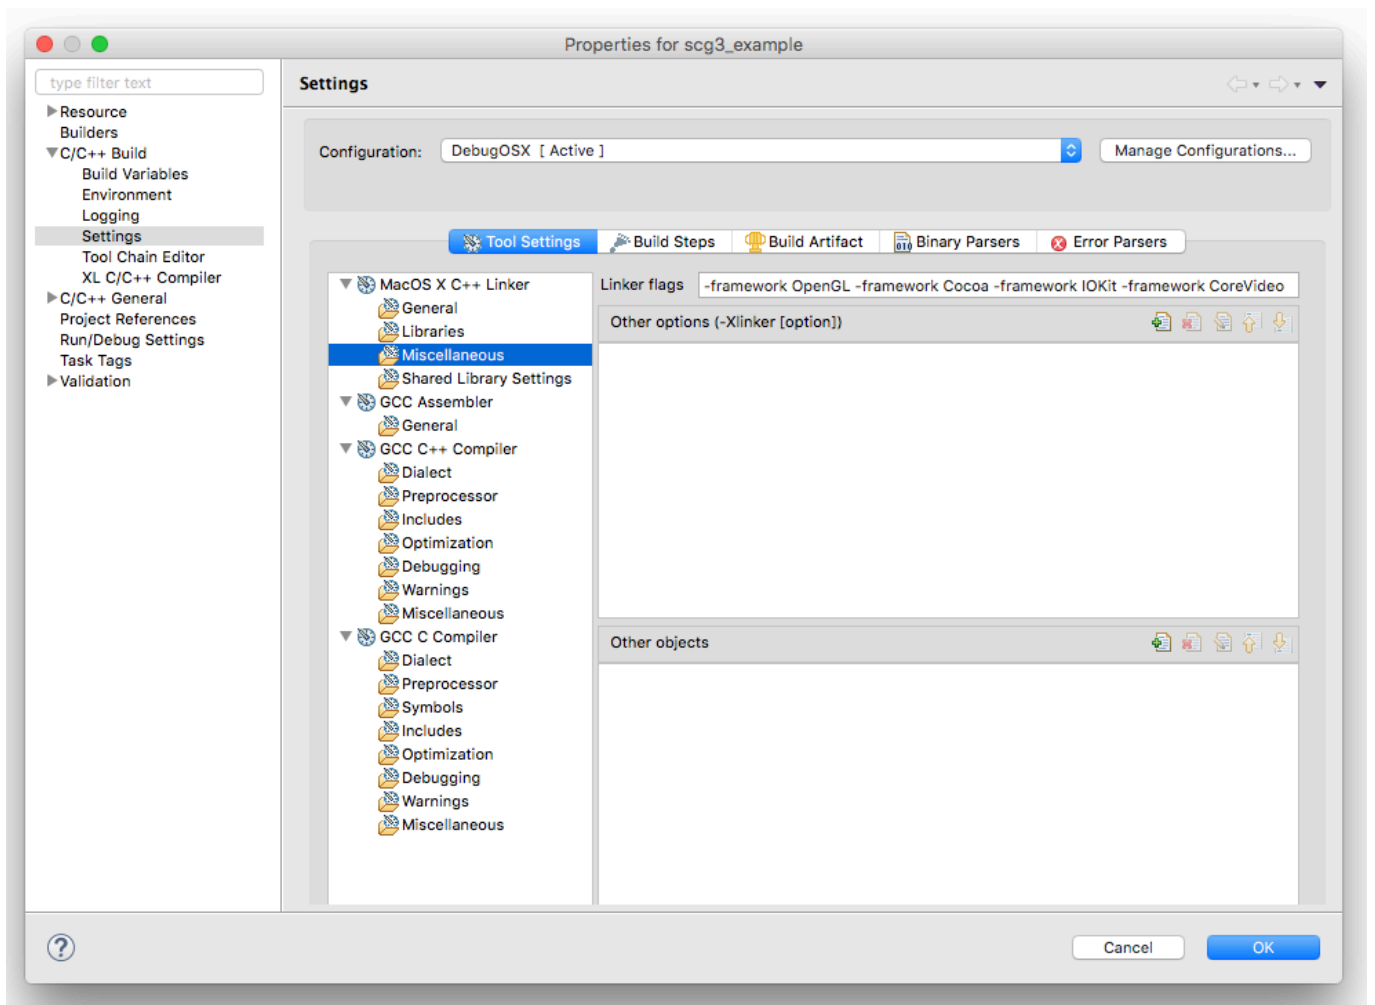 Properties for scg3_example
type filter text
Resource
Builders
C/C++ Build
Build Variables
Environment
Logging
Settings
Tool Chain Editor
XL C/C++ Compiler
C/C++ General
Project References
Run/Debug Settings
Task Tags
Validation
Settings
Configuration: DebugOSX [ Active ] Manage Configurations...
Tool Settings Build Steps Build Artifact Binary Parsers Error Parsers
MacOS X C++ Linker
General
Libraries
Miscellaneous
Shared Library Settings
GCC Assembler
General
GCC C++ Compiler
Dialect
Preprocessor
Includes
Optimization
Debugging
Warnings
Miscellaneous
GCC C Compiler
Dialect
Preprocessor
Symbols
Includes
Optimization
Debugging
Warnings
Miscellaneous
Linker flags -framework OpenGL -framework Cocoa -framework IOKit -framework CoreVideo
Other options (-Xlinker [option])
Other objects
? Cancel OK